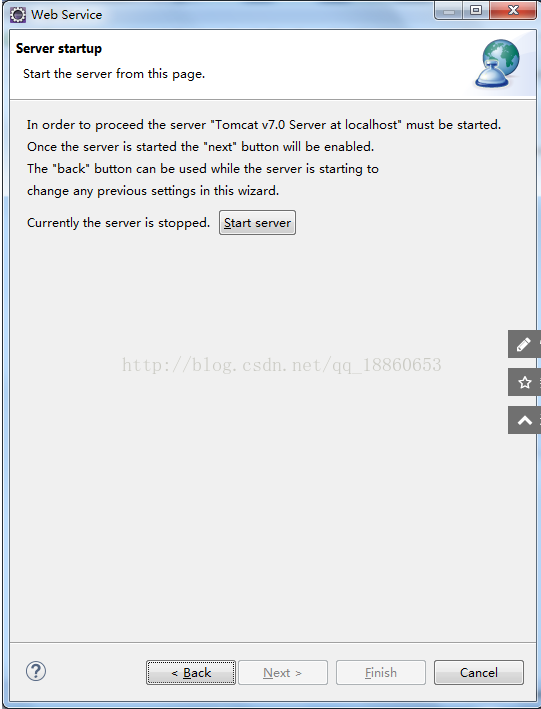 Web Service
Server startup
Start the server from this page.
In order to proceed the server "Tomcat v7.0 Server at localhost" must be started.
Once the server is started the "next" button will be enabled.
The "back" button can be used while the server is starting to
change any previous settings in this wizard.
Currently the server is stopped. Start server
http://blog.csdn.net/qq_18860653
? < Back Next > Finish Cancel